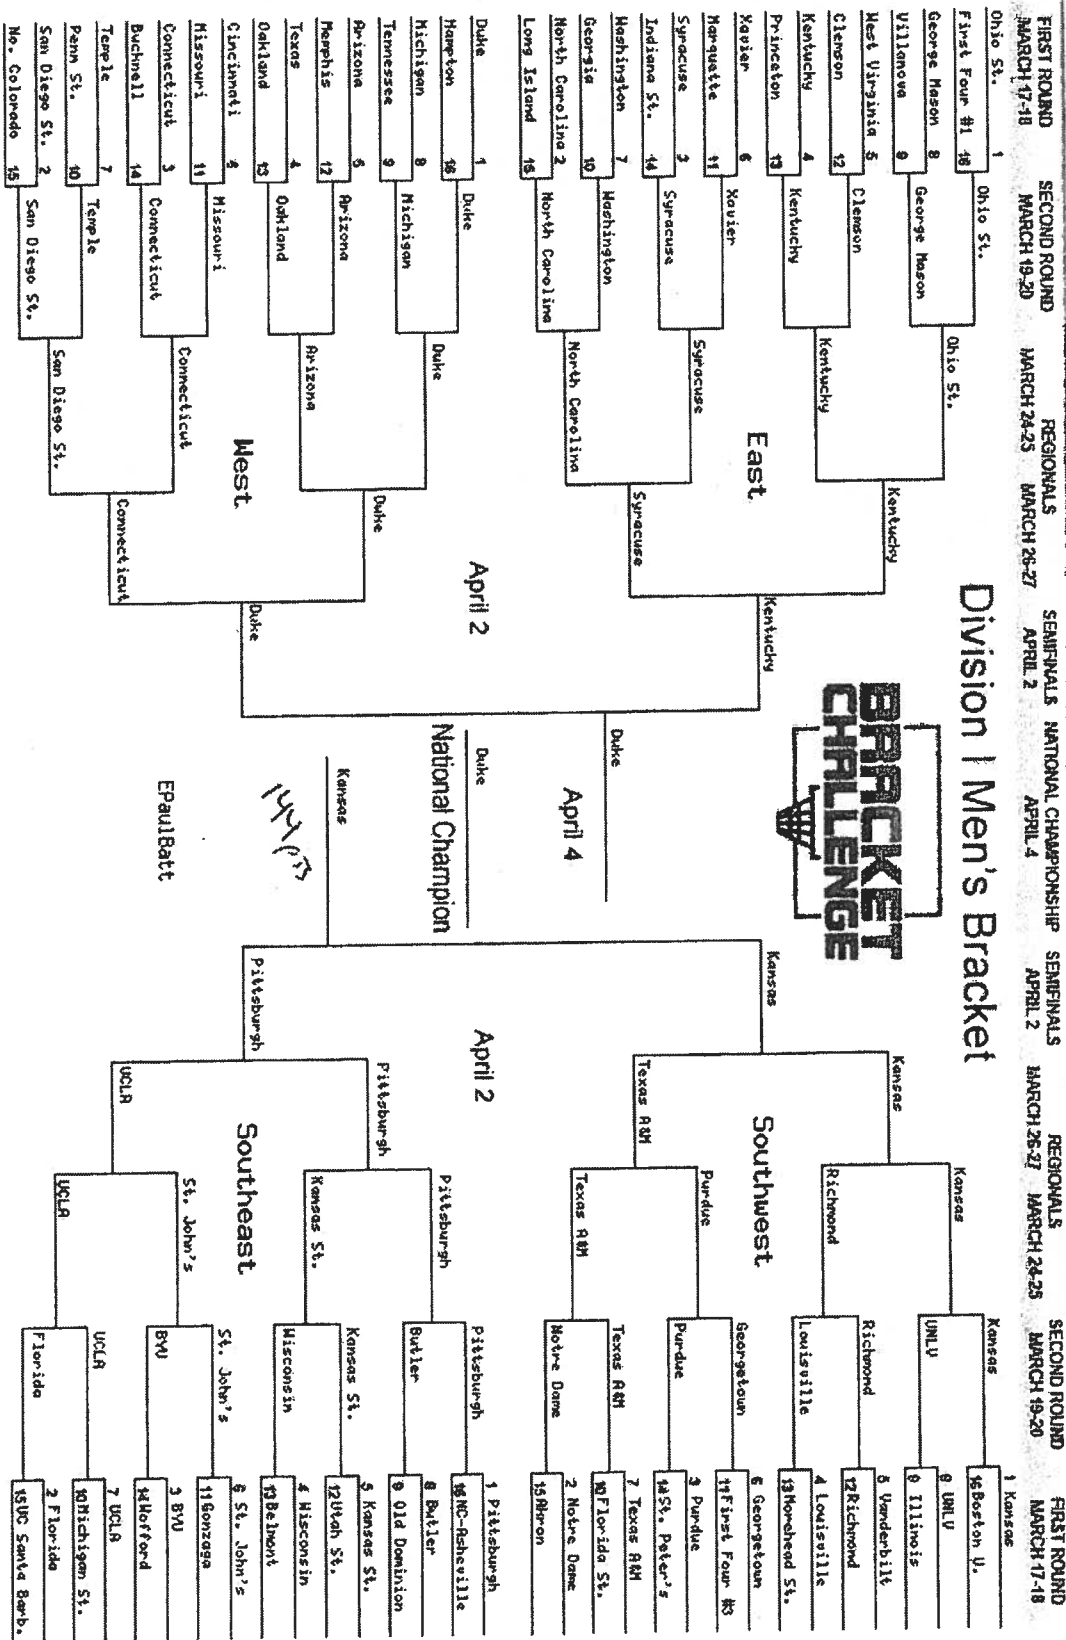 FIRST ROUND
MARCH 17-18
SECOND ROUND
MARCH 19-20
REGIONALS
MARCH 24-25 MARCH 26-27
SEMIFINALS
APRIL 2
NATIONAL CHAMPIONSHIP
APRIL 4
SEMIFINALS
APRIL 2
REGIONALS
MARCH 26-27 MARCH 24-25
SECOND ROUND
MARCH 19-20
FIRST ROUND
MARCH 17-18
Division I Men's Bracket
BRACKET
CHALLENGE
Ohio St. 1
First Four #1 16
George Mason 8
Villanova 9
West Virginia 5
Clemson 12
Kentucky 4
Princeton 13
Xavier 6
Marquette 11
Syracuse 3
Indiana St. 14
Washington 7
Georgia 10
North Carolina 2
Long Island 15
Ohio St.
George Mason
Clemson
Kentucky
Xavier
Syracuse
Washington
North Carolina
Ohio St.
Kentucky
Syracuse
North Carolina
East
Kentucky
Syracuse
Kentucky
Duke 1
Hampton 16
Michigan 8
Tennessee 9
Arizona 5
Memphis 12
Texas 4
Oakland 13
Cincinnati 6
Missouri 11
Connecticut 3
Bucknell 14
Temple 7
Penn St. 10
San Diego St. 2
No. Colorado 15
Duke
Michigan
Arizona
Oakland
Missouri
Connecticut
Temple
San Diego St.
Duke
Arizona
Connecticut
San Diego St.
West
Duke
Connecticut
Duke
April 2
Duke
April 4
Duke
National Champion
Kansas
144 pts
EPaulBatt
April 2
Kansas
Pittsburgh
Kansas
Texas A&M
Southwest
Kansas
Richmond
Purdue
Texas A&M
Kansas
UNLV
Richmond
Louisville
Georgetown
Purdue
Texas A&M
Notre Dame
1 Kansas
16 Boston U.
8 UNLV
9 Illinois
5 Vanderbilt
12 Richmond
4 Louisville
13 Morehead St.
6 Georgetown
11 First Four #3
3 Purdue
14 St. Peter's
7 Texas A&M
10 Florida St.
2 Notre Dame
15 Akron
Pittsburgh
UCLA
Southeast
Pittsburgh
Kansas St.
St. John's
UCLA
Pittsburgh
Butler
Kansas St.
Wisconsin
St. John's
BYU
UCLA
Florida
1 Pittsburgh
16 NC-Asheville
8 Butler
9 Old Dominion
5 Kansas St.
12 Utah St.
4 Wisconsin
13 Belmont
6 St. John's
11 Gonzaga
3 BYU
14 Wofford
7 UCLA
10 Michigan St.
2 Florida
15 UC Santa Barb.